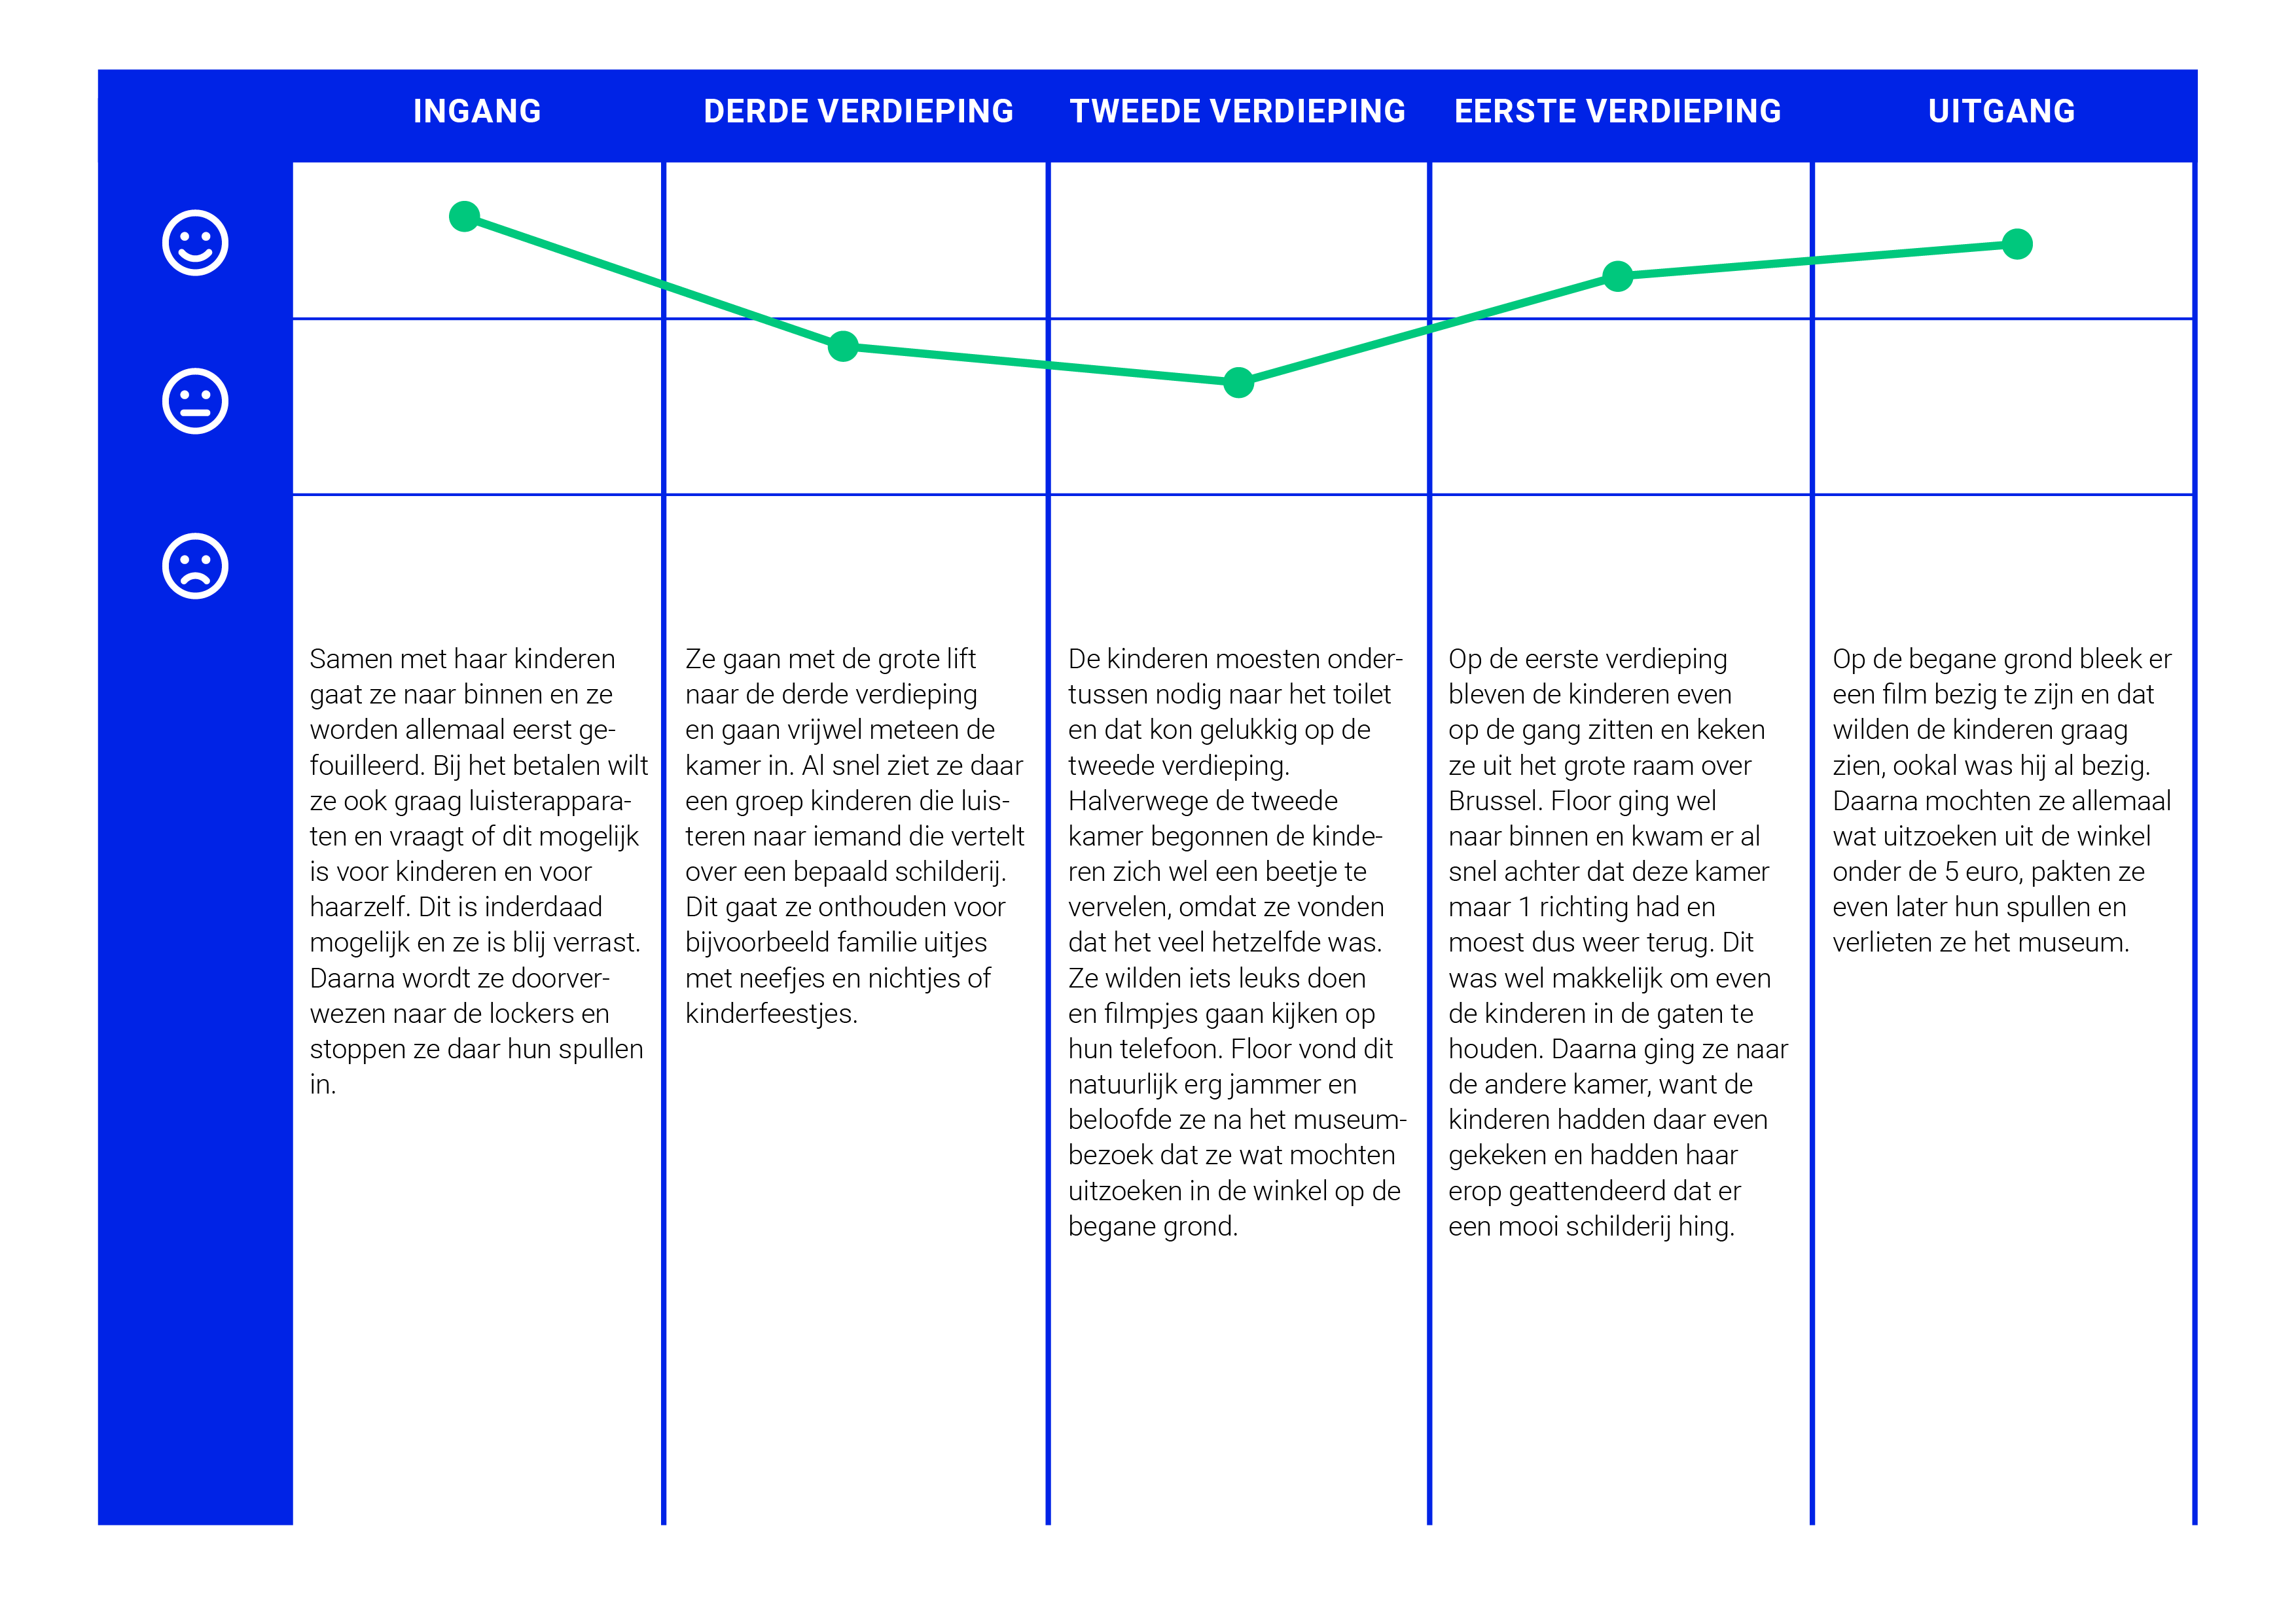 INGANG
DERDE VERDIEPING
TWEEDE VERDIEPING
EERSTE VERDIEPING
UITGANG
Samen met haar kinderen
gaat ze naar binnen en ze
worden allemaal eerst ge-
fouilleerd. Bij het betalen wilt
ze ook graag luisterappara-
ten en vraagt of dit mogelijk
is voor kinderen en voor
haarzelf. Dit is inderdaad
mogelijk en ze is blij verrast.
Daarna wordt ze doorver-
wezen naar de lockers en
stoppen ze daar hun spullen
in.
Ze gaan met de grote lift
naar de derde verdieping
en gaan vrijwel meteen de
kamer in. Al snel ziet ze daar
een groep kinderen die luis-
teren naar iemand die vertelt
over een bepaald schilderij.
Dit gaat ze onthouden voor
bijvoorbeeld familie uitjes
met neefjes en nichtjes of
kinderfeestjes.
De kinderen moesten onder-
tussen nodig naar het toilet
en dat kon gelukkig op de
tweede verdieping.
Halverwege de tweede
kamer begonnen de kinde-
ren zich wel een beetje te
vervelen, omdat ze vonden
dat het veel hetzelfde was.
Ze wilden iets leuks doen
en filmpjes gaan kijken op
hun telefoon. Floor vond dit
natuurlijk erg jammer en
beloofde ze na het museum-
bezoek dat ze wat mochten
uitzoeken in de winkel op de
begane grond.
Op de eerste verdieping
bleven de kinderen even
op de gang zitten en keken
ze uit het grote raam over
Brussel. Floor ging wel
naar binnen en kwam er al
snel achter dat deze kamer
maar 1 richting had en
moest dus weer terug. Dit
was wel makkelijk om even
de kinderen in de gaten te
houden. Daarna ging ze naar
de andere kamer, want de
kinderen hadden daar even
gekeken en hadden haar
erop geattendeerd dat er
een mooi schilderij hing.
Op de begane grond bleek er
een film bezig te zijn en dat
wilden de kinderen graag
zien, ookal was hij al bezig.
Daarna mochten ze allemaal
wat uitzoeken uit de winkel
onder de 5 euro, pakten ze
even later hun spullen en
verlieten ze het museum.